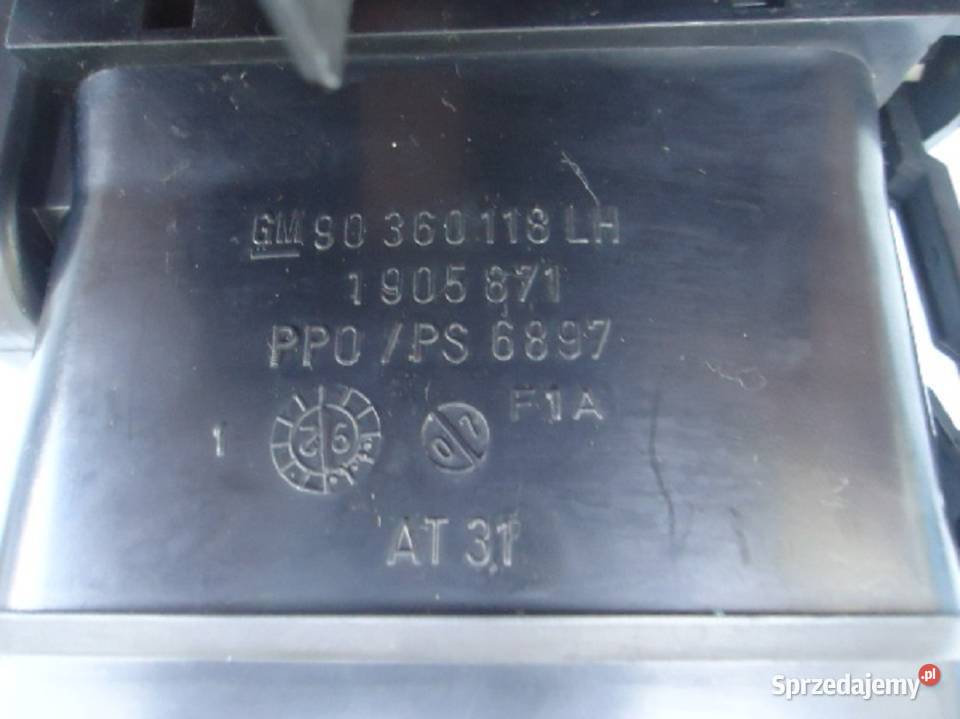 GM 90 360 118 LH
1 905 871
PPO/PS 6897
F1A
1
AT 31
Sprzedajemy.pl